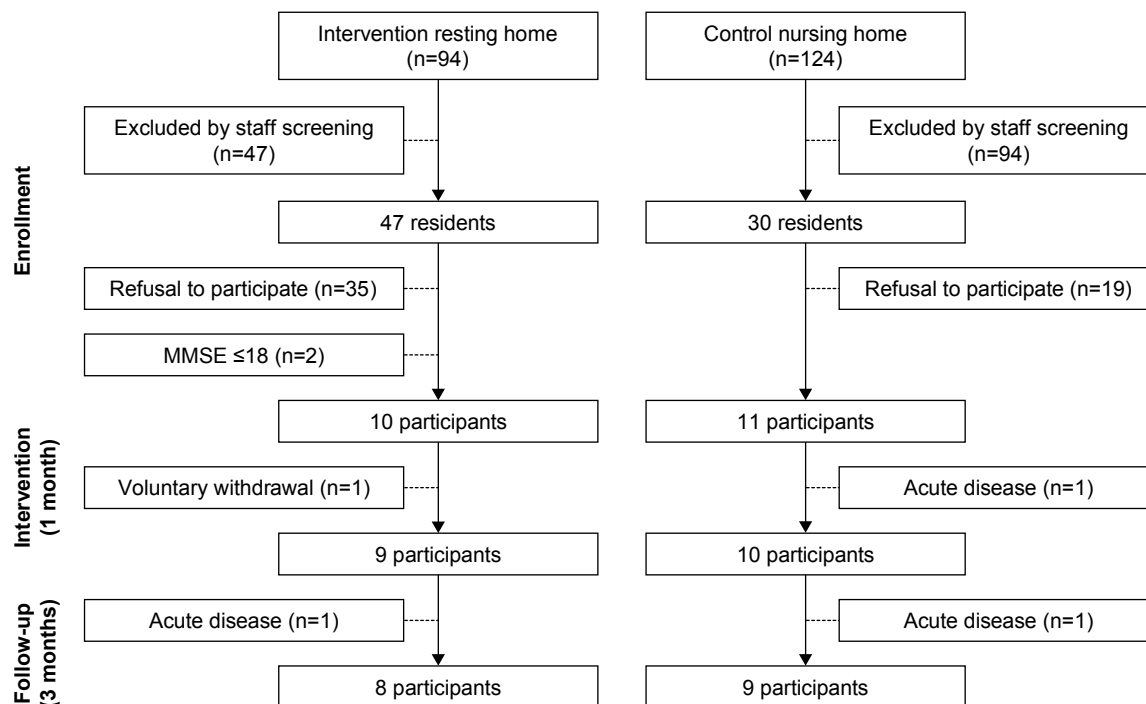 Intervention resting home
(n=94)
Control nursing home
(n=124)
Excluded by staff screening
(n=47)
Excluded by staff screening
(n=94)
Enrollment
47 residents
30 residents
Refusal to participate (n=35)
Refusal to participate (n=19)
MMSE ≤18 (n=2)
10 participants
11 participants
Intervention
(1 month)
Voluntary withdrawal (n=1)
Acute disease (n=1)
9 participants
10 participants
Follow-up
(3 months)
Acute disease (n=1)
Acute disease (n=1)
8 participants
9 participants